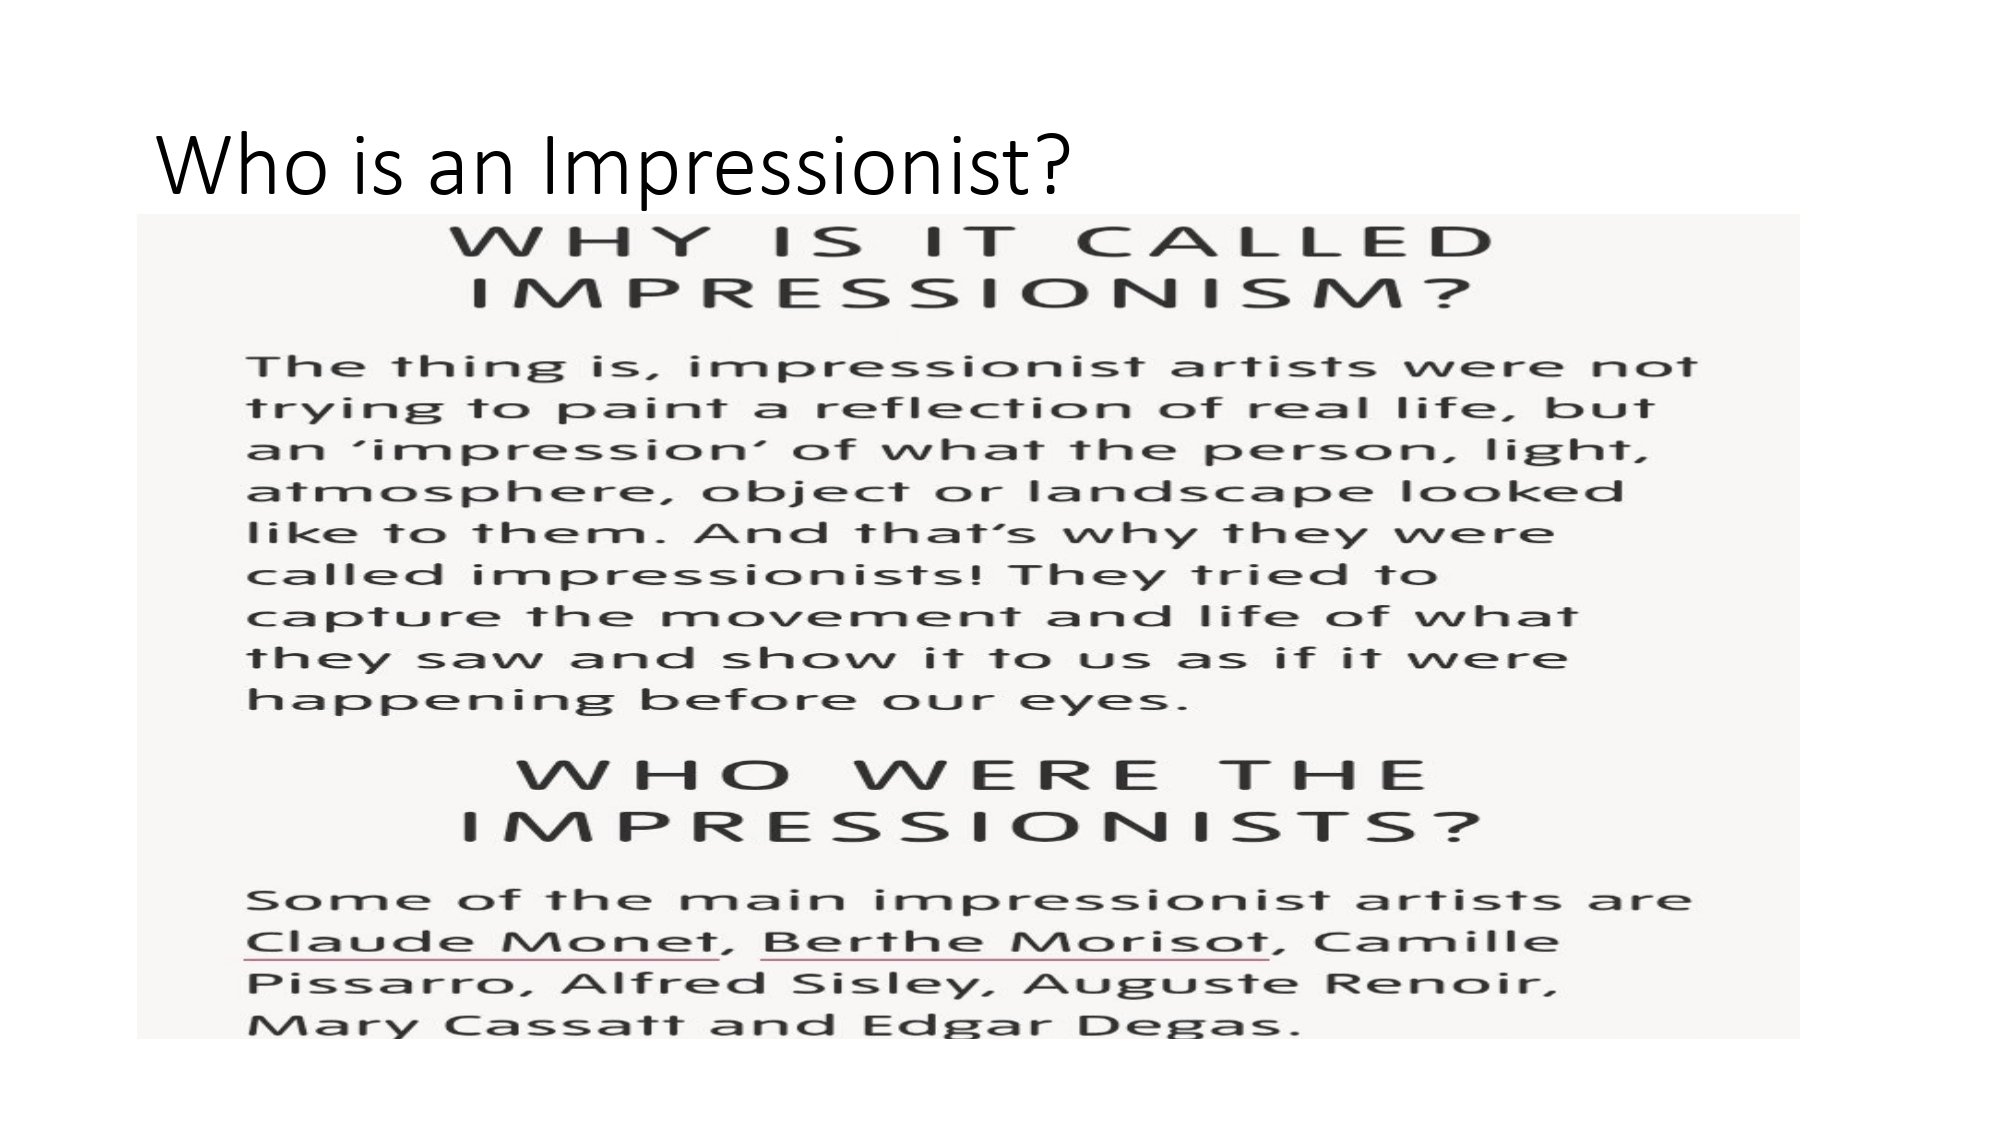 Who is an Impressionist?
WHY IS IT CALLED
IMPRESSIONISM?
The thing is, impressionist artists were not
trying to paint a reflection of real life, but
an ‘impression’ of what the person, light,
atmosphere, object or landscape looked
like to them. And that’s why they were
called impressionists! They tried to
capture the movement and life of what
they saw and show it to us as if it were
happening before our eyes.
WHO WERE THE
IMPRESSIONISTS?
Some of the main impressionist artists are
Claude Monet, Berthe Morisot, Camille
Pissarro, Alfred Sisley, Auguste Renoir,
Mary Cassatt and Edgar Degas.